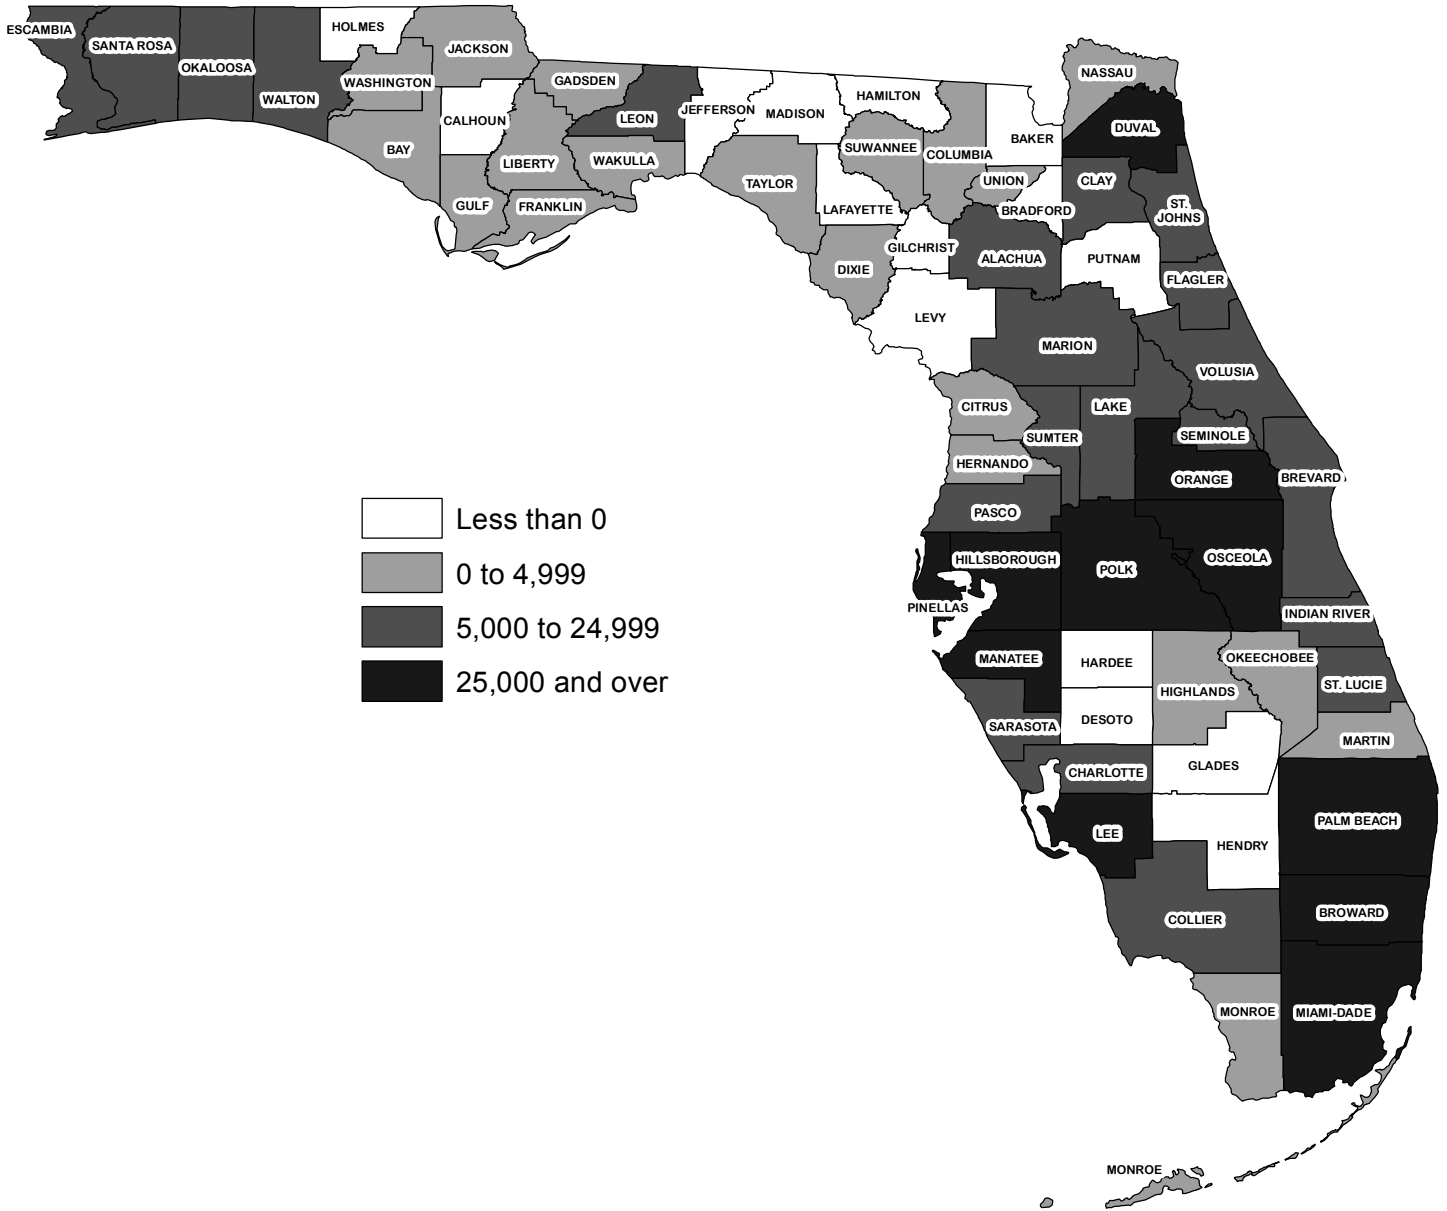 ESCAMBIA
SANTA ROSA
OKALOOSA
WALTON
HOLMES
WASHINGTON
JACKSON
BAY
CALHOUN
GULF
LIBERTY
GADSDEN
FRANKLIN
LEON
WAKULLA
JEFFERSON
MADISON
HAMILTON
TAYLOR
LAFAYETTE
SUWANNEE
COLUMBIA
BAKER
NASSAU
DUVAL
UNION
BRADFORD
CLAY
ST.
JOHNS
DIXIE
GILCHRIST
ALACHUA
PUTNAM
FLAGLER
LEVY
MARION
VOLUSIA
CITRUS
SUMTER
LAKE
SEMINOLE
HERNANDO
ORANGE
BREVARD
PASCO
HILLSBOROUGH
POLK
OSCEOLA
PINELLAS
INDIAN RIVER
MANATEE
HARDEE
HIGHLANDS
OKEECHOBEE
ST. LUCIE
SARASOTA
DESOTO
MARTIN
CHARLOTTE
GLADES
LEE
HENDRY
PALM BEACH
COLLIER
BROWARD
MONROE
MIAMI-DADE
MONROE
Less than 0
0 to 4,999
5,000 to 24,999
25,000 and over